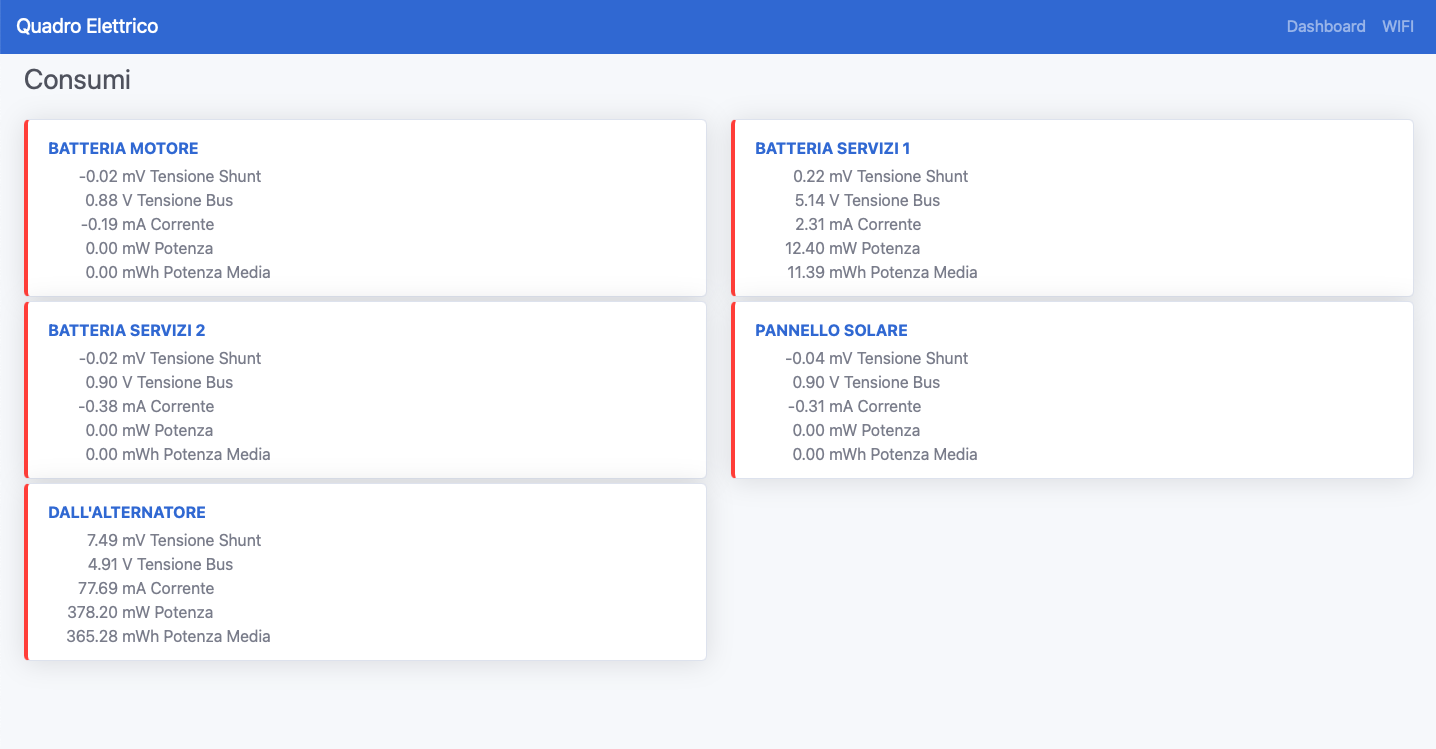 Quadro Elettrico
Dashboard WIFI
Consumi
BATTERIA MOTORE
-0.02 mV Tensione Shunt
0.88 V Tensione Bus
-0.19 mA Corrente
0.00 mW Potenza
0.00 mWh Potenza Media
BATTERIA SERVIZI 1
0.22 mV Tensione Shunt
5.14 V Tensione Bus
2.31 mA Corrente
12.40 mW Potenza
11.39 mWh Potenza Media
BATTERIA SERVIZI 2
-0.02 mV Tensione Shunt
0.90 V Tensione Bus
-0.38 mA Corrente
0.00 mW Potenza
0.00 mWh Potenza Media
PANNELLO SOLARE
-0.04 mV Tensione Shunt
0.90 V Tensione Bus
-0.31 mA Corrente
0.00 mW Potenza
0.00 mWh Potenza Media
DALL'ALTERNATORE
7.49 mV Tensione Shunt
4.91 V Tensione Bus
77.69 mA Corrente
378.20 mW Potenza
365.28 mWh Potenza Media